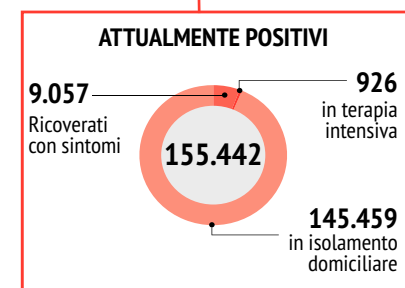 ATTUALMENTE POSITIVI
9.057
Ricoverati
con sintomi
926
in terapia
intensiva
155.442
145.459
in isolamento
domiciliare